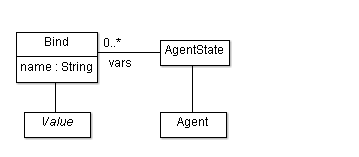 Bind
0..*
AgentState
name : String
vars
Value
Agent